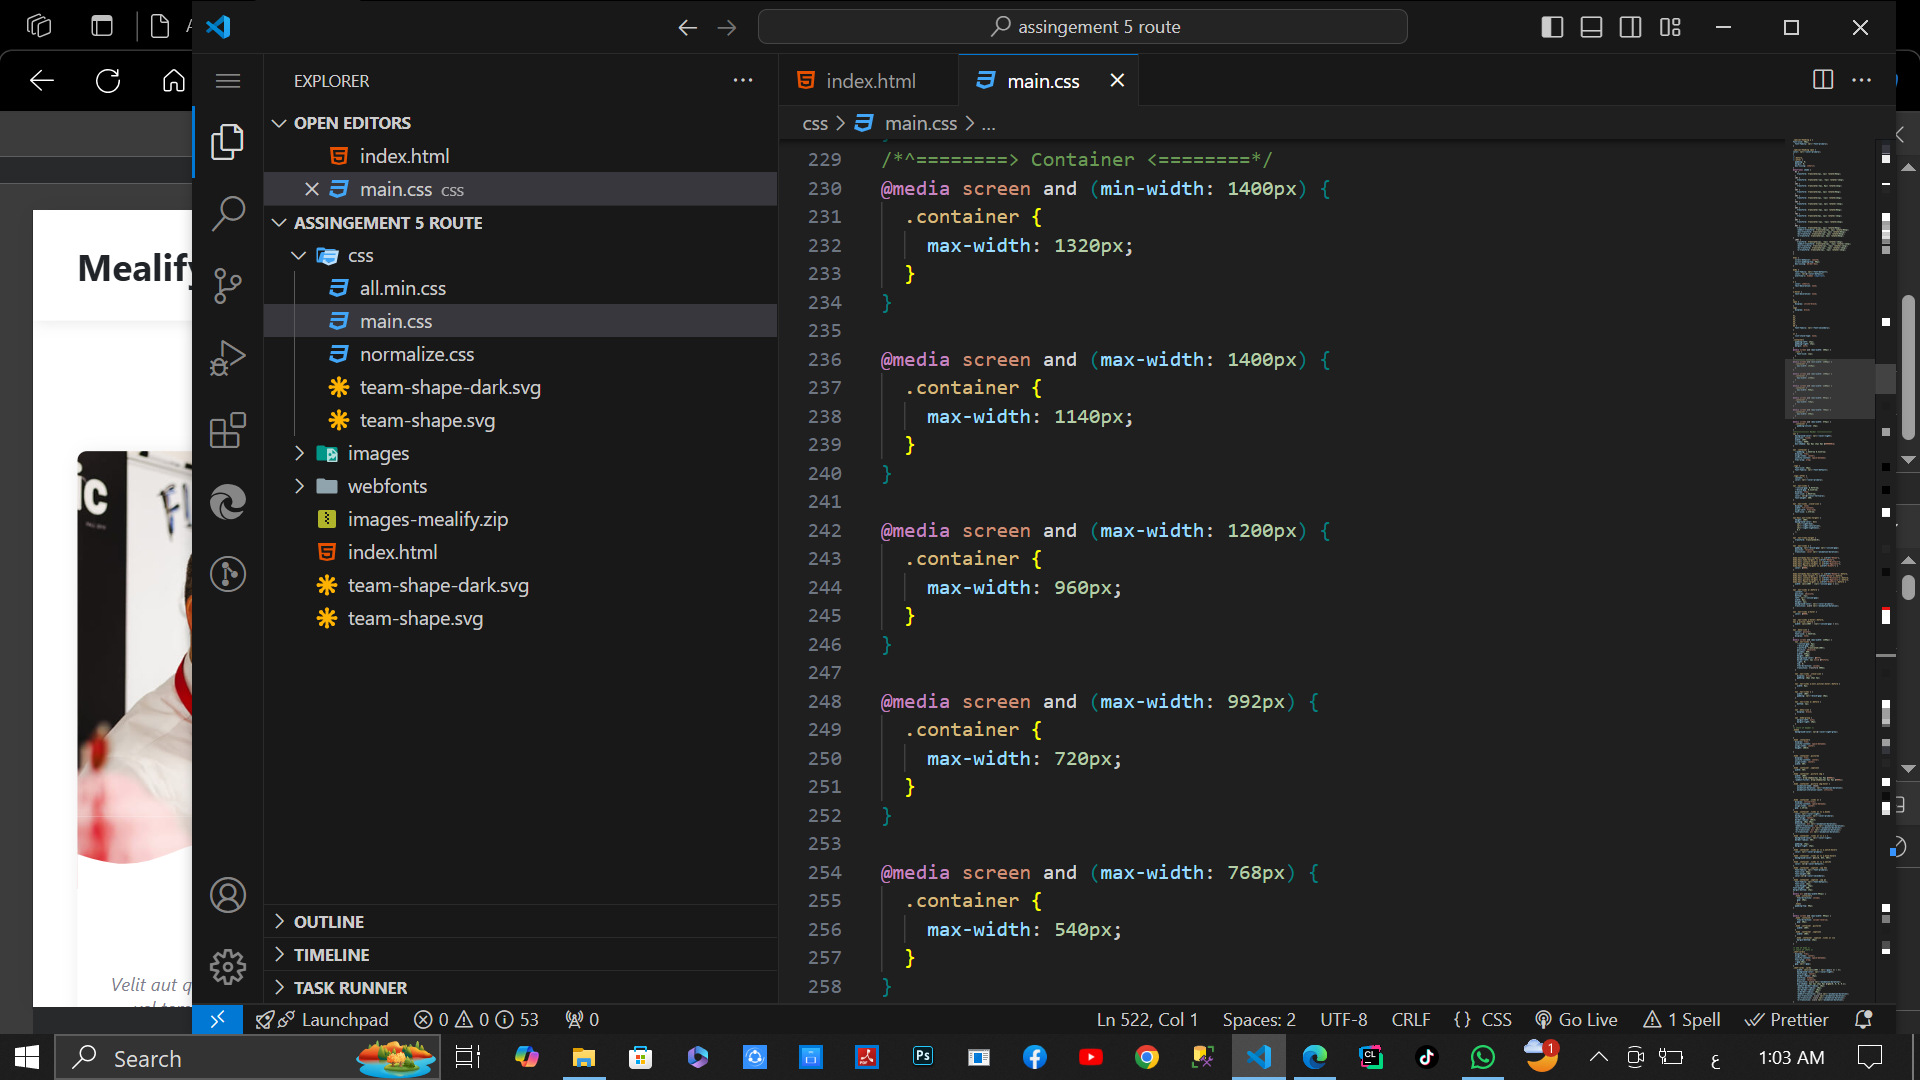 assingement 5 route
EXPLORER
OPEN EDITORS
index.html
main.css css
ASSINGEMENT 5 ROUTE
css
all.min.css
main.css
normalize.css
team-shape-dark.svg
team-shape.svg
images
webfonts
images-mealify.zip
index.html
team-shape-dark.svg
team-shape.svg
OUTLINE
TIMELINE
TASK RUNNER
index.html
main.css
css > main.css > ...
229 /*^========> Container <========*/
230 @media screen and (min-width: 1400px) {
231 .container {
232 max-width: 1320px;
233 }
234 }
235
236 @media screen and (max-width: 1400px) {
237 .container {
238 max-width: 1140px;
239 }
240 }
241
242 @media screen and (max-width: 1200px) {
243 .container {
244 max-width: 960px;
245 }
246 }
247
248 @media screen and (max-width: 992px) {
249 .container {
250 max-width: 720px;
251 }
252 }
253
254 @media screen and (max-width: 768px) {
255 .container {
256 max-width: 540px;
257 }
258 }
Mealify
Velit aut q
Launchpad 0 0 53 0
Ln 522, Col 1 Spaces: 2 UTF-8 CRLF {} CSS Go Live 1 Spell Prettier
Search
Ps
CL
1
ع
1:03 AM